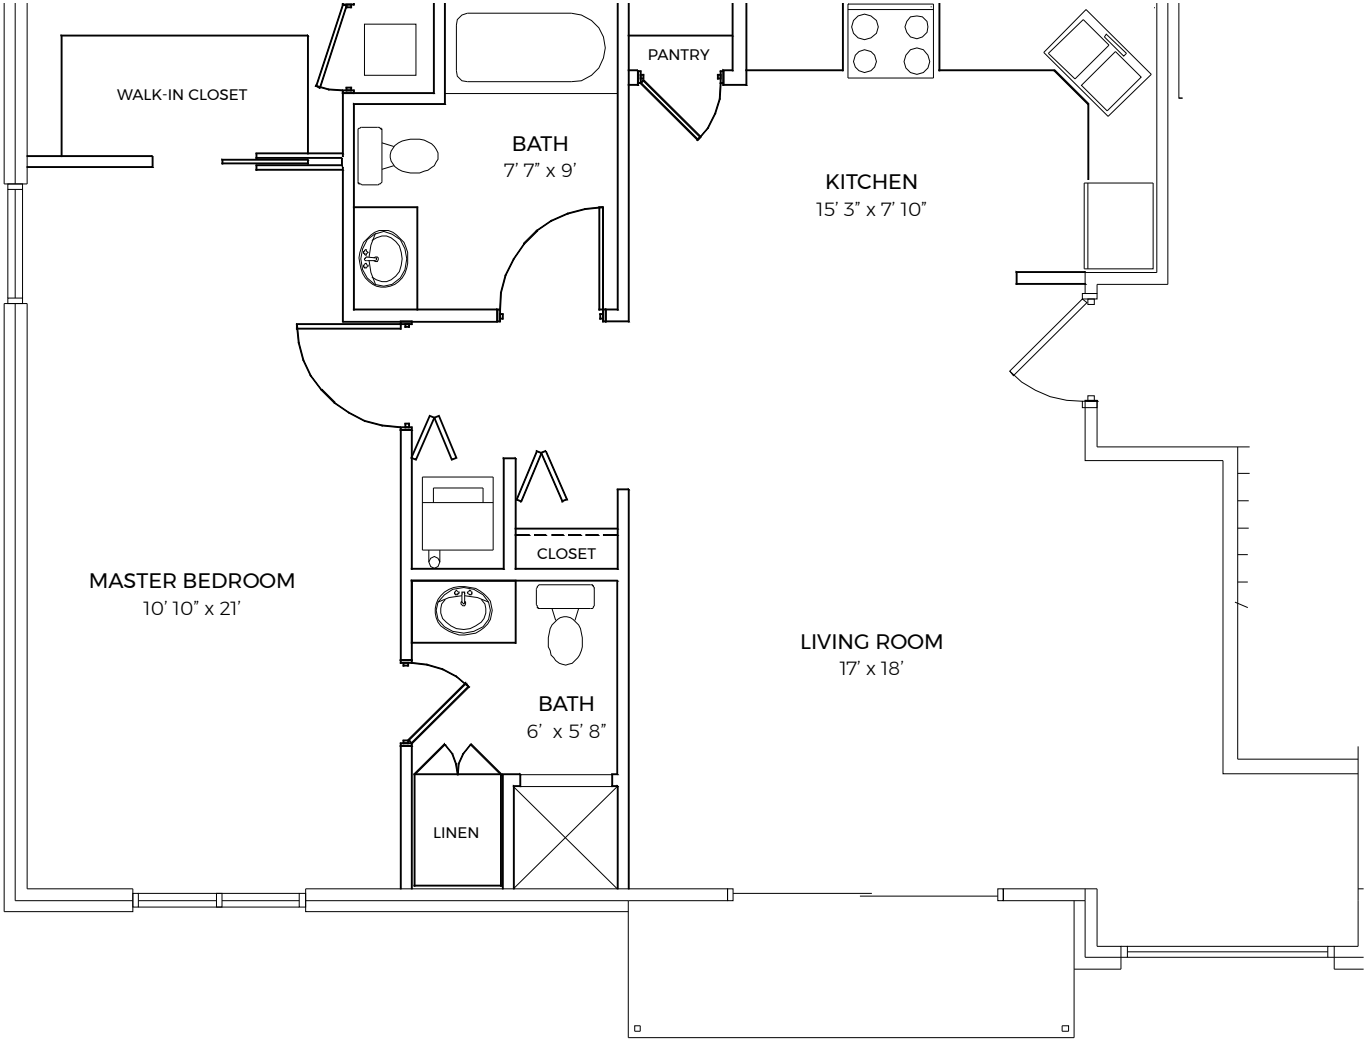 PANTRY
WALK-IN CLOSET
BATH
7’ 7” x 9’
KITCHEN
15’ 3” x 7’ 10”
CLOSET
MASTER BEDROOM
10’ 10” x 21’
LIVING ROOM
17’ x 18’
BATH
6’ x 5’ 8”
LINEN